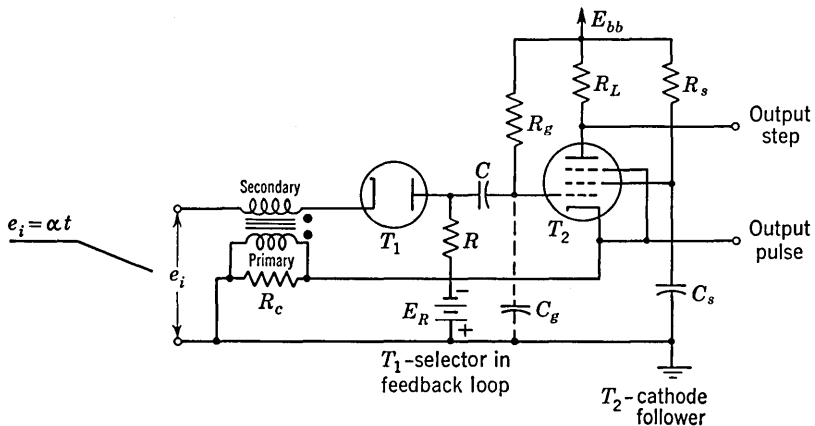 E_bb
R_L
R_s
R_g
Output
step
Secondary
C
e_i = αt
T_1
T_2
R
Output
pulse
e_i
Primary
R_c
E_R
−
+
C_g
C_s
T_1-selector in
feedback loop
T_2-cathode
follower